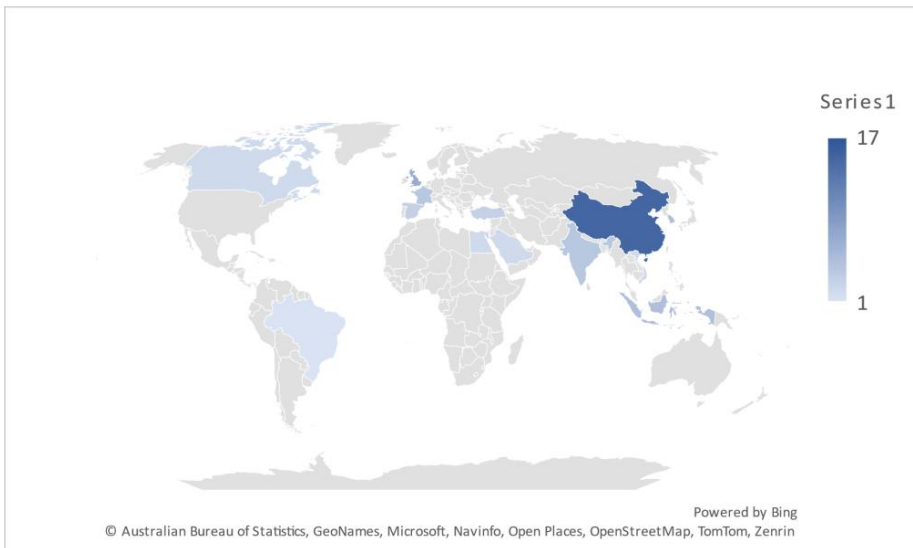 Series1
17
1
Powered by Bing
© Australian Bureau of Statistics, GeoNames, Microsoft, Navinfo, Open Places, OpenStreetMap, TomTom, Zenrin